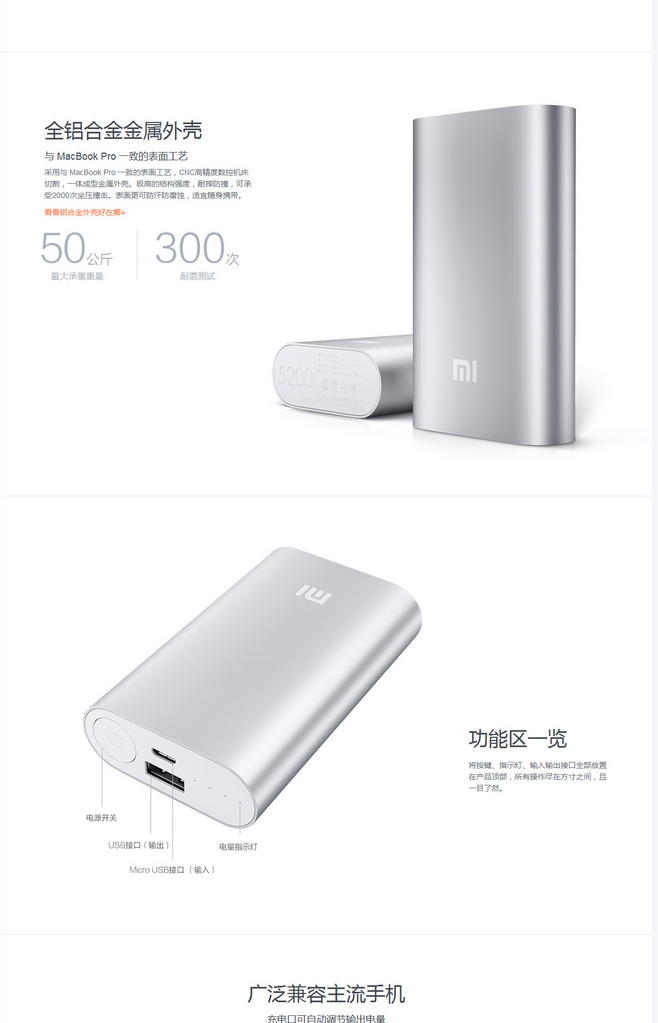 全铝合金金属外壳
与 MacBook Pro 一致的表面工艺
采用与 MacBook Pro 一致的表面工艺，CNC高精度数控机床
切割，一体成型金属外壳。极高的结构强度，耐摔防撞，可承
受2000次坐压撞击。表面更可防汗防腐蚀，适宜随身携带。
看看铝合金外壳好在哪»
50公斤
最大承重重量
300次
耐磨测试
MI
5200
MI
功能区一览
将按键、指示灯、输入输出接口全部放置
在产品顶部，所有操作尽在方寸之间，且
一目了然。
电源开关
USB接口（输出）
电量指示灯
Micro USB接口（输入）
广泛兼容主流手机
充电口可自动调节输出电量